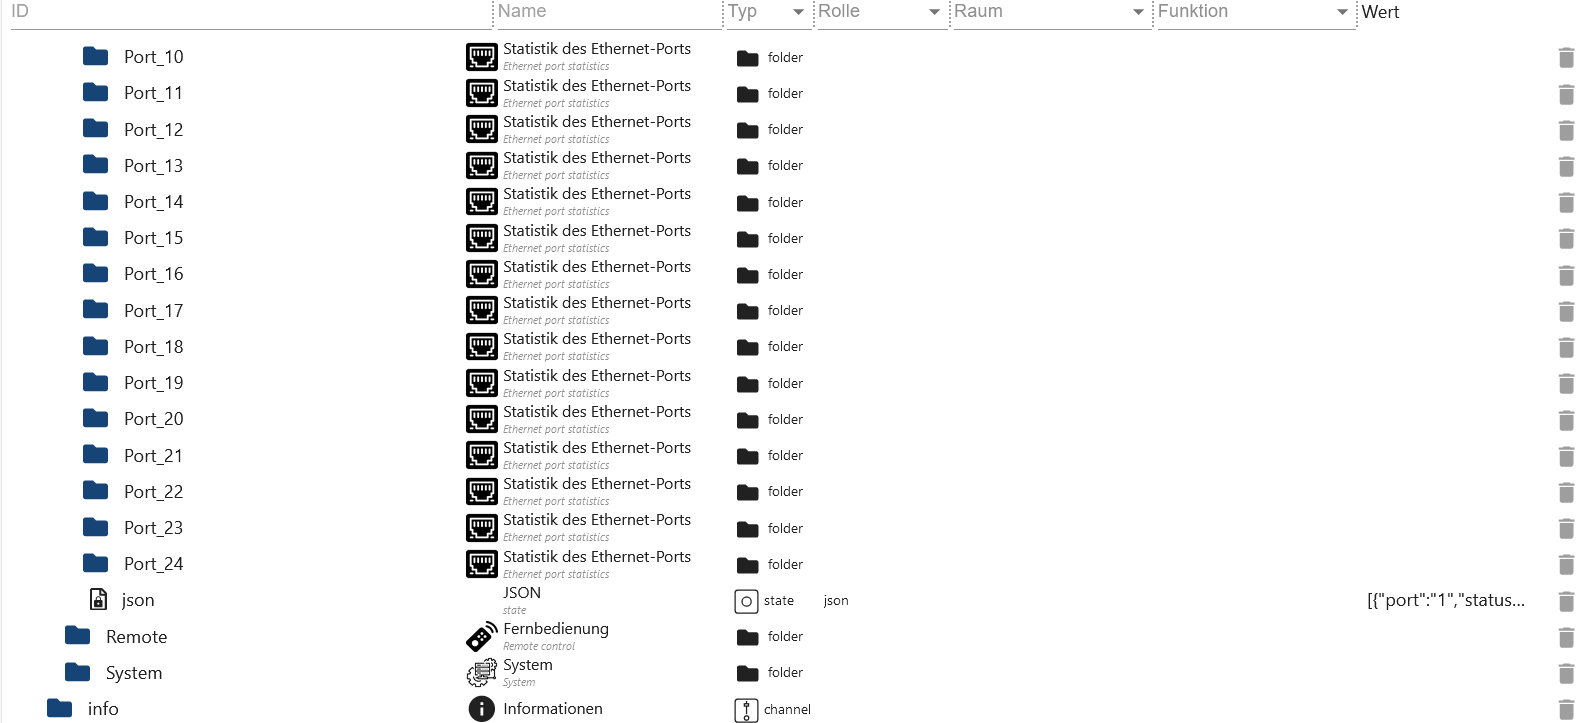 ID Name Typ Rolle Raum Funktion Wert
Port_10 Statistik des Ethernet-Ports folder
Ethernet port statistics
Port_11 Statistik des Ethernet-Ports folder
Ethernet port statistics
Port_12 Statistik des Ethernet-Ports folder
Ethernet port statistics
Port_13 Statistik des Ethernet-Ports folder
Ethernet port statistics
Port_14 Statistik des Ethernet-Ports folder
Ethernet port statistics
Port_15 Statistik des Ethernet-Ports folder
Ethernet port statistics
Port_16 Statistik des Ethernet-Ports folder
Ethernet port statistics
Port_17 Statistik des Ethernet-Ports folder
Ethernet port statistics
Port_18 Statistik des Ethernet-Ports folder
Ethernet port statistics
Port_19 Statistik des Ethernet-Ports folder
Ethernet port statistics
Port_20 Statistik des Ethernet-Ports folder
Ethernet port statistics
Port_21 Statistik des Ethernet-Ports folder
Ethernet port statistics
Port_22 Statistik des Ethernet-Ports folder
Ethernet port statistics
Port_23 Statistik des Ethernet-Ports folder
Ethernet port statistics
Port_24 Statistik des Ethernet-Ports folder
Ethernet port statistics
json JSON state json [{"port":"1","status...
state
Remote Fernbedienung folder
Remote control
System System folder
System
info Informationen channel